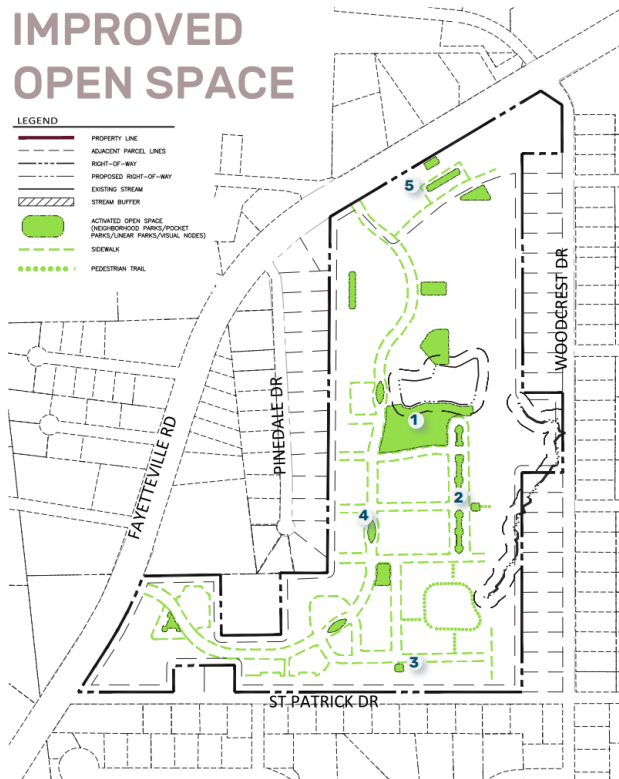 IMPROVED
OPEN SPACE
LEGEND
PROPERTY LINE
ADJACENT PARCEL LINES
RIGHT-OF-WAY
PROPOSED RIGHT-OF-WAY
EXISTING STREAM
STREAM BUFFER
ACTIVATED OPEN SPACE
(NEIGHBORHOOD PARKS/POCKET
PARKS/LINEAR PARKS/VISUAL NODES)
SIDEWALK
PEDESTRIAN TRAIL
5
WOODCREST DR
PINEDALE DR
FAYETTEVILLE RD
1
2
4
3
ST PATRICK DR